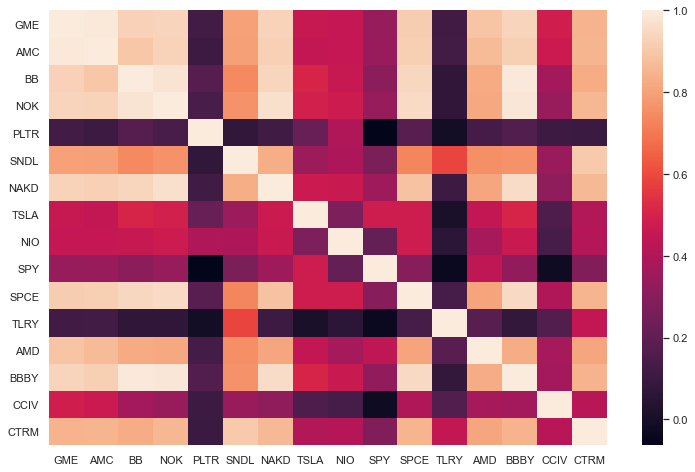 GME
AMC
BB
NOK
PLTR
SNDL
NAKD
TSLA
NIO
SPY
SPCE
TLRY
AMD
BBBY
CCIV
CTRM
GME AMC BB NOK PLTR SNDL NAKD TSLA NIO SPY SPCE TLRY AMD BBBY CCIV CTRM
1.0
0.8
0.6
0.4
0.2
0.0